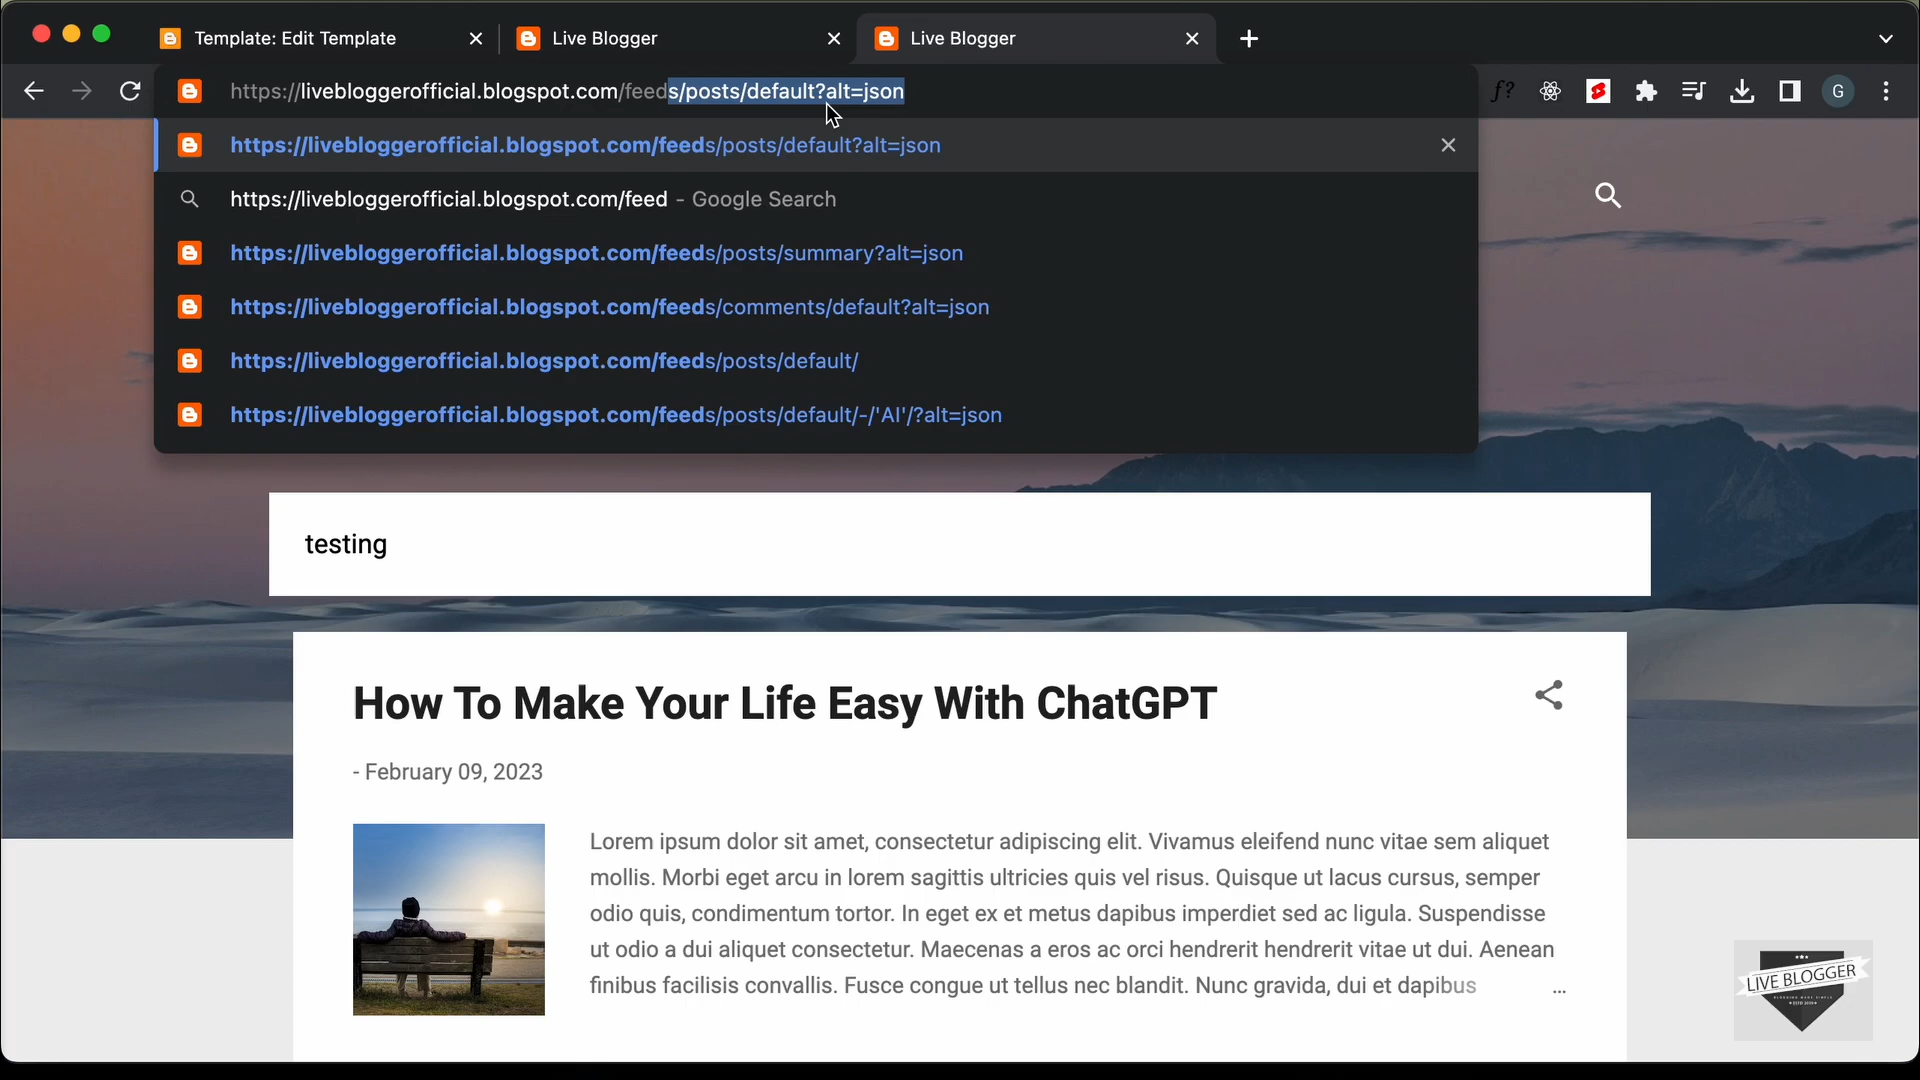 Template: Edit Template
Live Blogger
Live Blogger
https://livebloggerofficial.blogspot.com/feeds/posts/default?alt=json
f?
G
https://livebloggerofficial.blogspot.com/feeds/posts/default?alt=json
https://livebloggerofficial.blogspot.com/feed - Google Search
https://livebloggerofficial.blogspot.com/feeds/posts/summary?alt=json
https://livebloggerofficial.blogspot.com/feeds/comments/default?alt=json
https://livebloggerofficial.blogspot.com/feeds/posts/default/
https://livebloggerofficial.blogspot.com/feeds/posts/default/-/'AI'/?alt=json
testing
How To Make Your Life Easy With ChatGPT
- February 09, 2023
Lorem ipsum dolor sit amet, consectetur adipiscing elit. Vivamus eleifend nunc vitae sem aliquet
mollis. Morbi eget arcu in lorem sagittis ultricies quis vel risus. Quisque ut lacus cursus, semper
odio quis, condimentum tortor. In eget ex et metus dapibus imperdiet sed ac ligula. Suspendisse
ut odio a dui aliquet consectetur. Maecenas a eros ac orci hendrerit hendrerit vitae ut dui. Aenean
finibus facilisis convallis. Fusce congue ut tellus nec blandit. Nunc gravida, dui et dapibus ...
LIVE BLOGGER